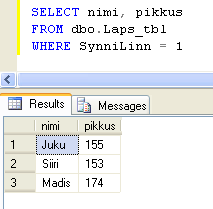 SELECT nimi, pikkus
FROM dbo.Laps_tbl
WHERE SynniLinn = 1
Results Messages
nimi pikkus
1 Juku 155
2 Siiri 153
3 Madis 174